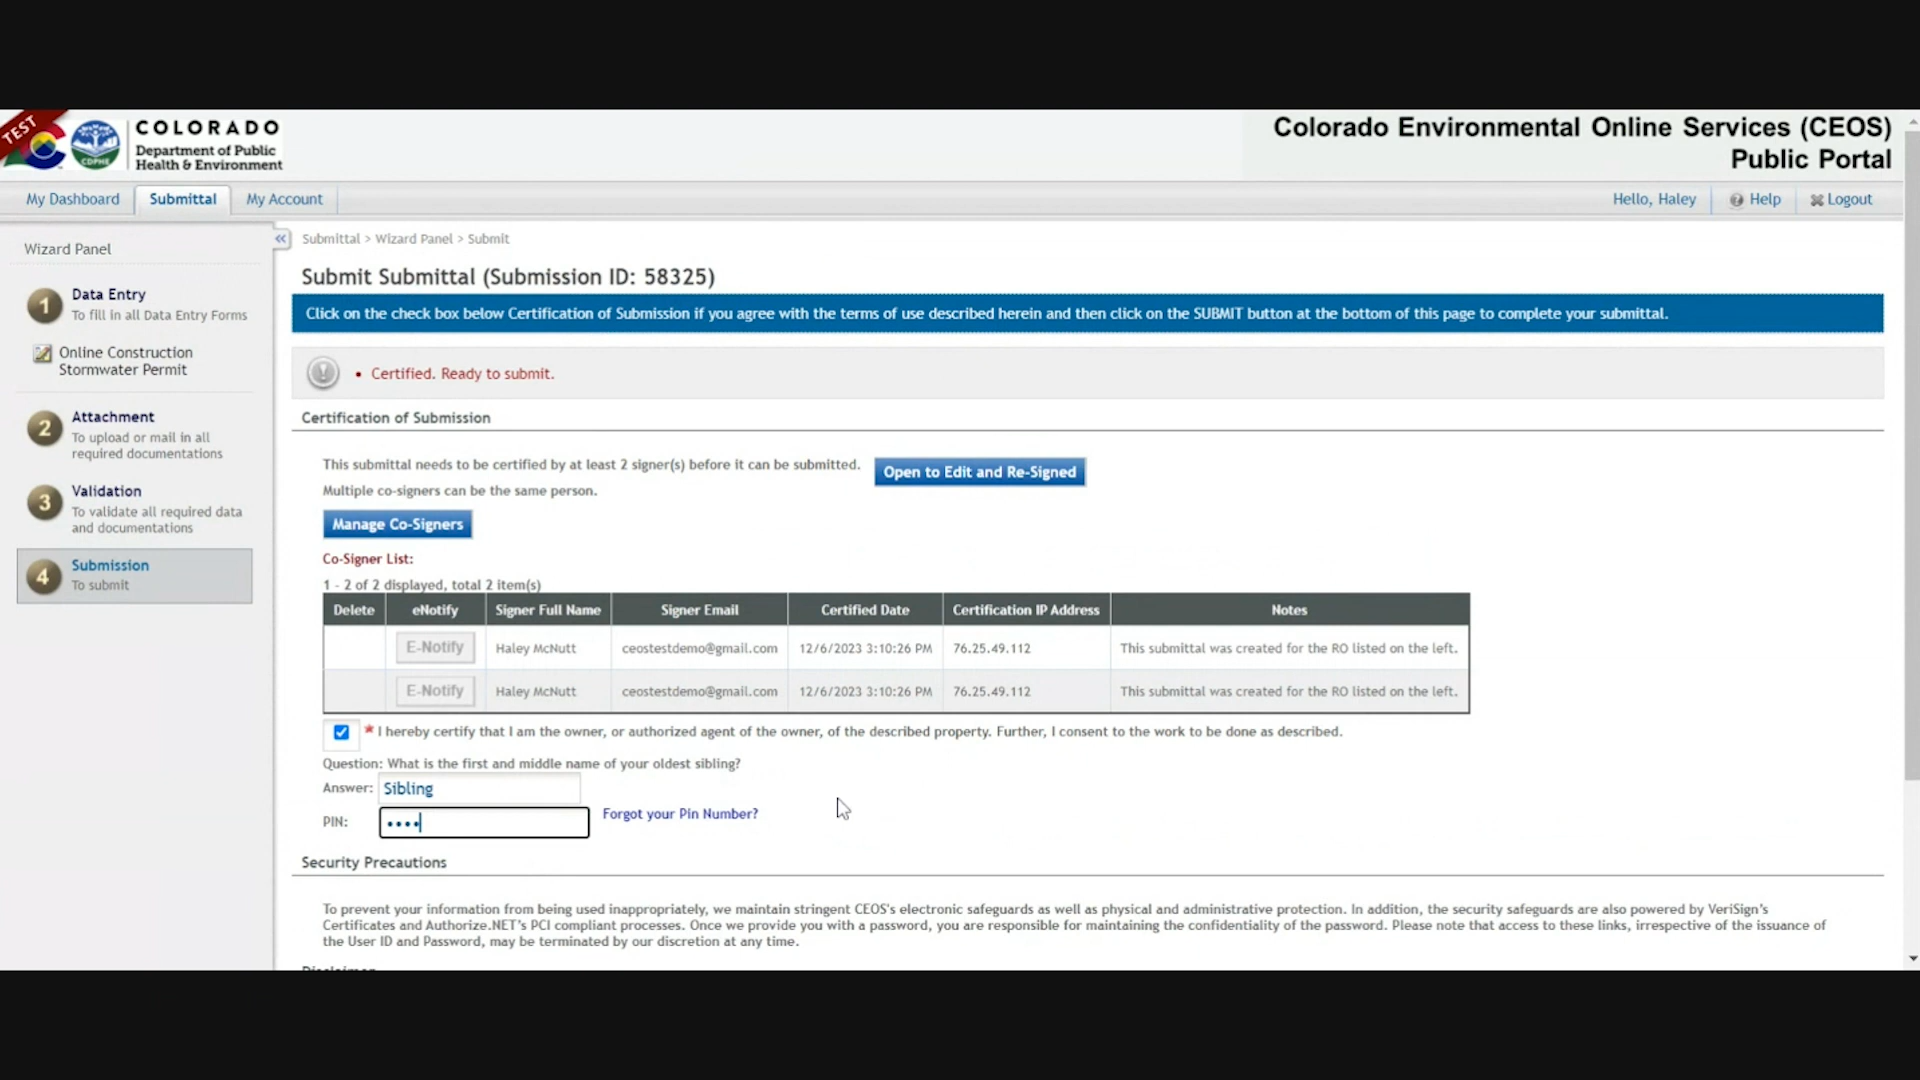 TEST
CDPHE
COLORADO
Department of Public
Health & Environment
Colorado Environmental Online Services (CEOS)
Public Portal
My Dashboard
Submittal
My Account
Hello, Haley
Help
Logout
Wizard Panel
1
Data Entry
To fill in all Data Entry Forms
Online Construction
Stormwater Permit
2
Attachment
To upload or mail in all
required documentations
3
Validation
To validate all required data
and documentations
4
Submission
To submit
«
Submittal > Wizard Panel > Submit
Submit Submittal (Submission ID: 58325)
Click on the check box below Certification of Submission if you agree with the terms of use described herein and then click on the SUBMIT button at the bottom of this page to complete your submittal.
• Certified. Ready to submit.
Certification of Submission
This submittal needs to be certified by at least 2 signer(s) before it can be submitted.
Multiple co-signers can be the same person.
Open to Edit and Re-Signed
Manage Co-Signers
Co-Signer List:
1 - 2 of 2 displayed, total 2 item(s)
Delete eNotify Signer Full Name Signer Email Certified Date Certification IP Address Notes
E-Notify Haley McNutt ceostestdemo@gmail.com 12/6/2023 3:10:26 PM 76.25.49.112 This submittal was created for the RO listed on the left.
E-Notify Haley McNutt ceostestdemo@gmail.com 12/6/2023 3:10:26 PM 76.25.49.112 This submittal was created for the RO listed on the left.
* I hereby certify that I am the owner, or authorized agent of the owner, of the described property. Further, I consent to the work to be done as described.
Question: What is the first and middle name of your oldest sibling?
Answer: Sibling
PIN: ••••
Forgot your Pin Number?
Security Precautions
To prevent your information from being used inappropriately, we maintain stringent CEOS's electronic safeguards as well as physical and administrative protection. In addition, the security safeguards are also powered by VeriSign's
Certificates and Authorize.NET's PCI compliant processes. Once we provide you with a password, you are responsible for maintaining the confidentiality of the password. Please note that access to these links, irrespective of the issuance of
the User ID and Password, may be terminated by our discretion at any time.
Disclaimer